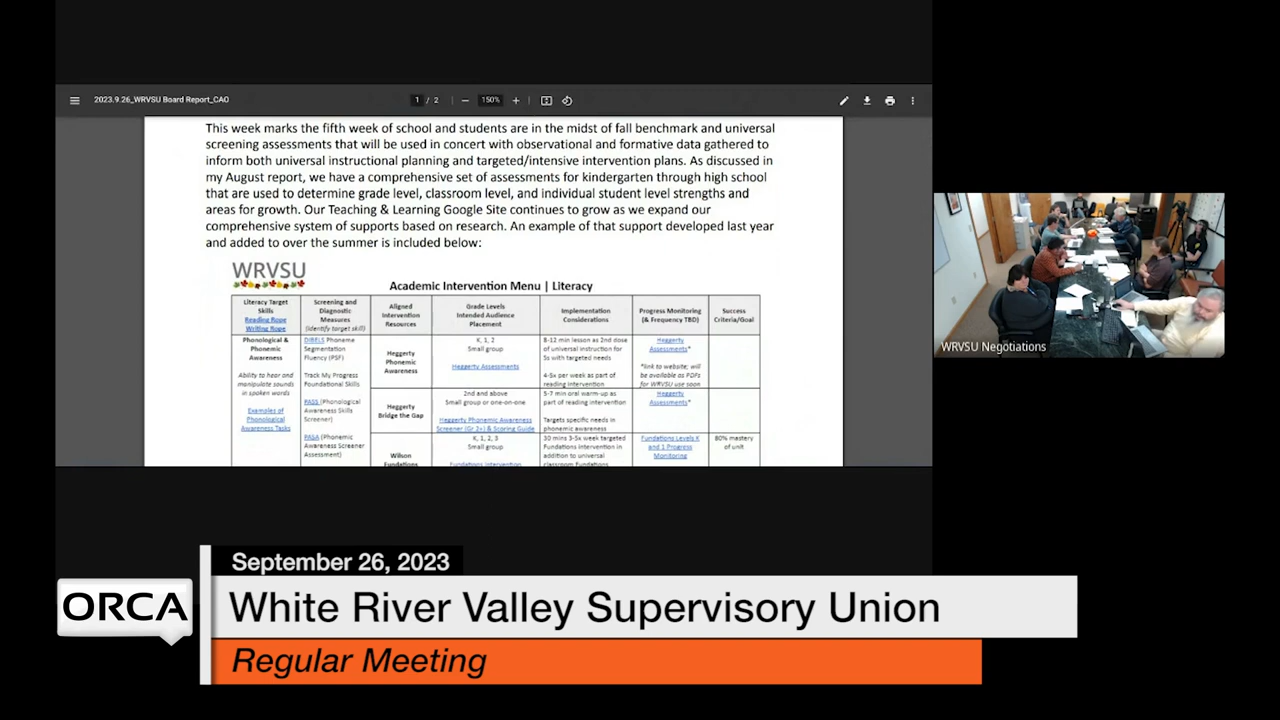 2023.9.26_WRVSU Board Report_CAO
1 / 2
150%
This week marks the fifth week of school and students are in the midst of fall benchmark and universal
screening assessments that will be used in concert with observational and formative data gathered to
inform both universal instructional planning and targeted/intensive intervention plans. As discussed in
my August report, we have a comprehensive set of assessments for kindergarten through high school
that are used to determine grade level, classroom level, and individual student level strengths and
areas for growth. Our Teaching & Learning Google Site continues to grow as we expand our
comprehensive system of supports based on research. An example of that support developed last year
and added to over the summer is included below:
WRVSU
Academic Intervention Menu | Literacy
Literacy Target
Skills
Reading Rope
Writing Rope
Screening and
Diagnostic
Measures
(identify target skill)
Aligned
Intervention
Resources
Grade Levels
Intended Audience
Placement
Implementation
Considerations
Progress Monitoring
(& Frequency TBD)
Success
Criteria/Goal
Phonological &
Phonemic
Awareness
Ability to hear and
manipulate sounds
in spoken words
Examples of
Phonological
Awareness Tasks
DIBELS Phoneme
Segmentation
Fluency (PSF)
Track My Progress
Foundational Skills
PASS (Phonological
Awareness Skills
Screener)
PASA (Phonemic
Awareness Screener
Assessment)
Heggerty
Phonemic
Awareness
K, 1, 2
Small group
Heggerty Assessments
8-12 min lesson as 2nd dose
of universal instruction for
5s with targeted needs
4-5x per week as part of
reading intervention
Heggerty
Assessments*
*link to website; will
be available as PDFs
for WRVSU use soon
Heggerty
Bridge the Gap
2nd and above
Small group or one-on-one
Heggerty Phonemic Awareness
Screener (Gr 2+) & Scoring Guide
5-7 min oral warm-up as
part of reading intervention
Targets specific needs in
phonemic awareness
Heggerty
Assessments*
Wilson
Fundations
K, 1, 2, 3
Small group
Fundations Intervention
30 mins 3-5x week targeted
Fundations intervention in
addition to universal
classroom Fundations
Fundations Levels K
and 1 Progress
Monitoring
80% mastery
of unit
WRVSU Negotiations
September 26, 2023
ORCA
White River Valley Supervisory Union
Regular Meeting